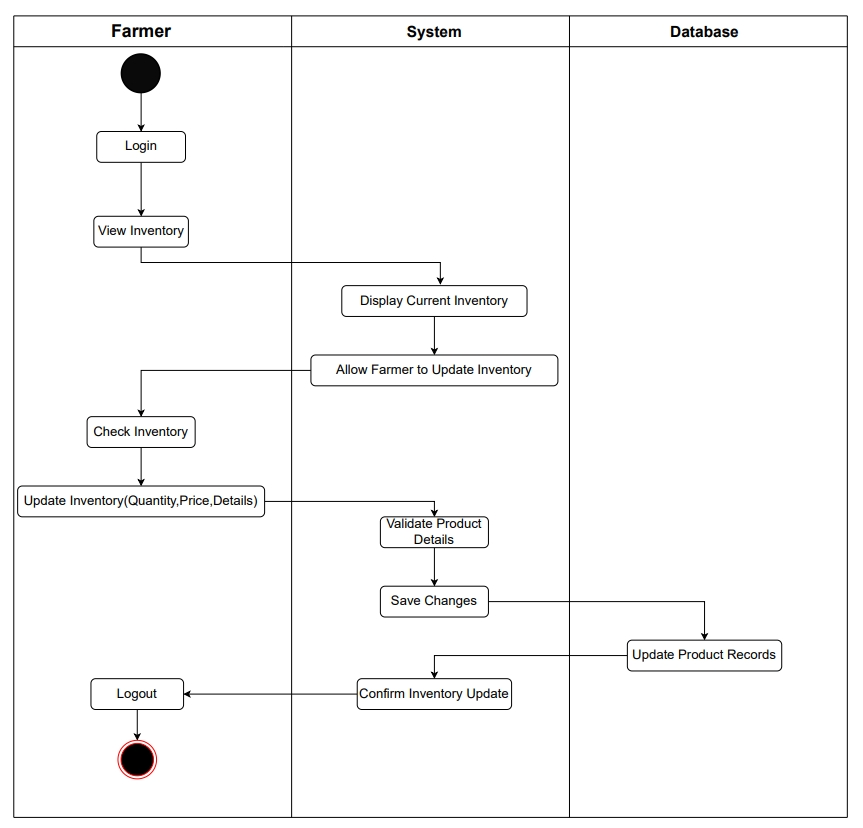 Farmer
System
Database
Login
View Inventory
Display Current Inventory
Allow Farmer to Update Inventory
Check Inventory
Update Inventory(Quantity,Price,Details)
Validate Product
Details
Save Changes
Update Product Records
Confirm Inventory Update
Logout